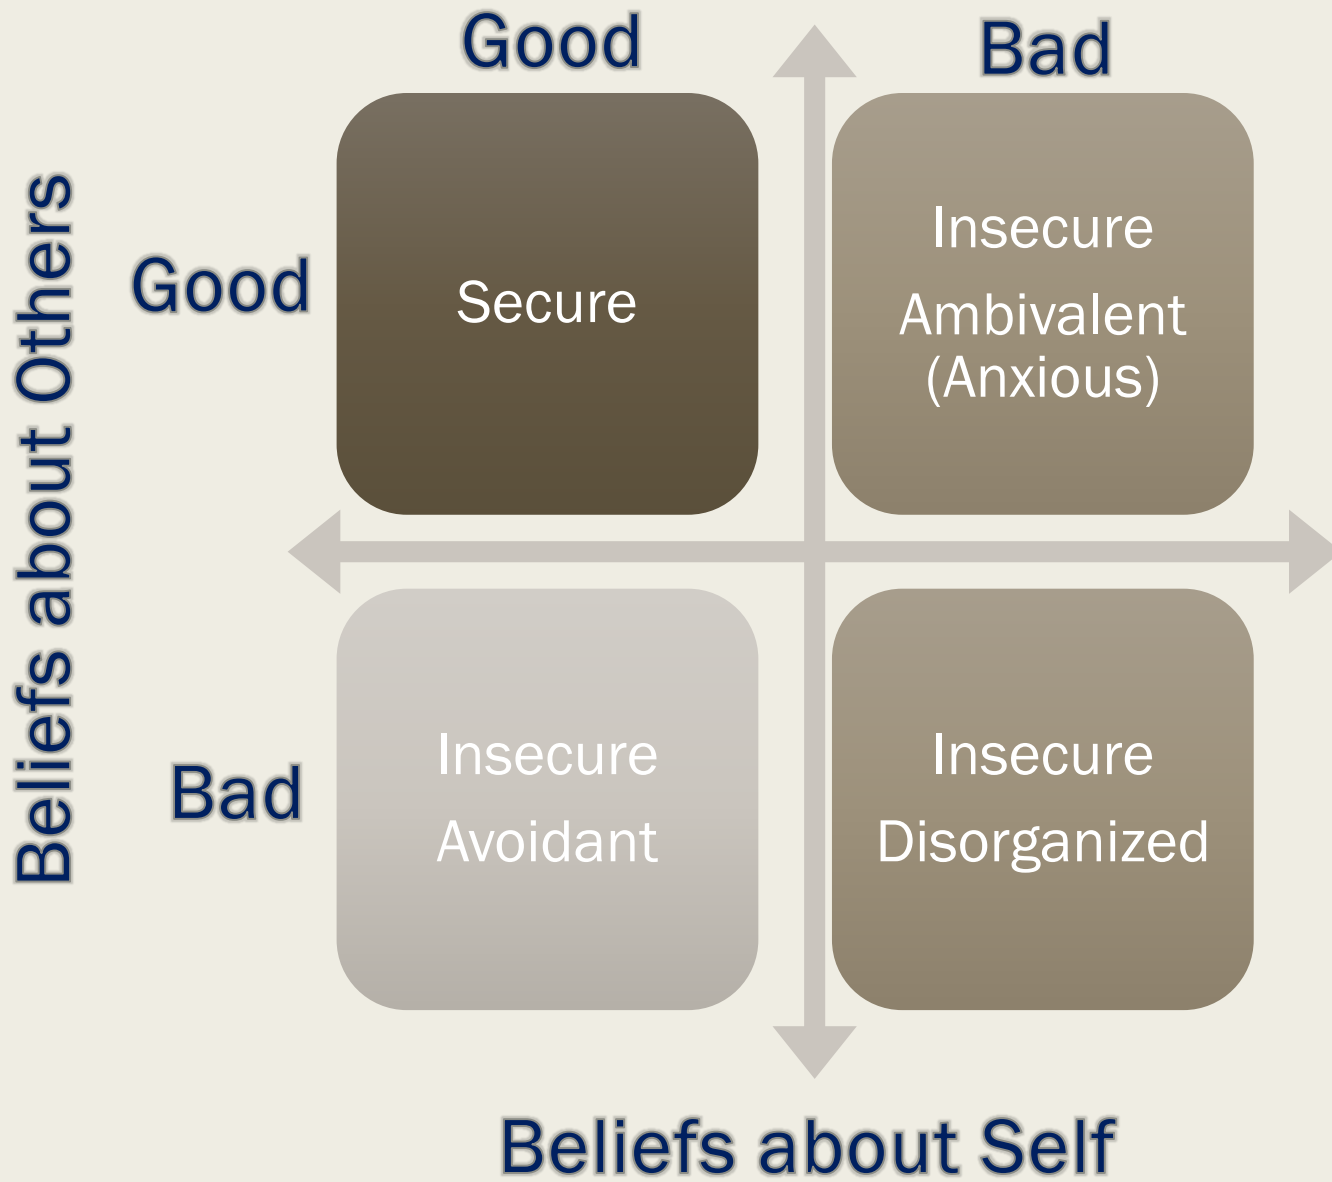 Good
Bad
Beliefs about Others
Good
Secure
Insecure
Ambivalent
(Anxious)
Bad
Insecure
Avoidant
Insecure
Disorganized
Beliefs about Self